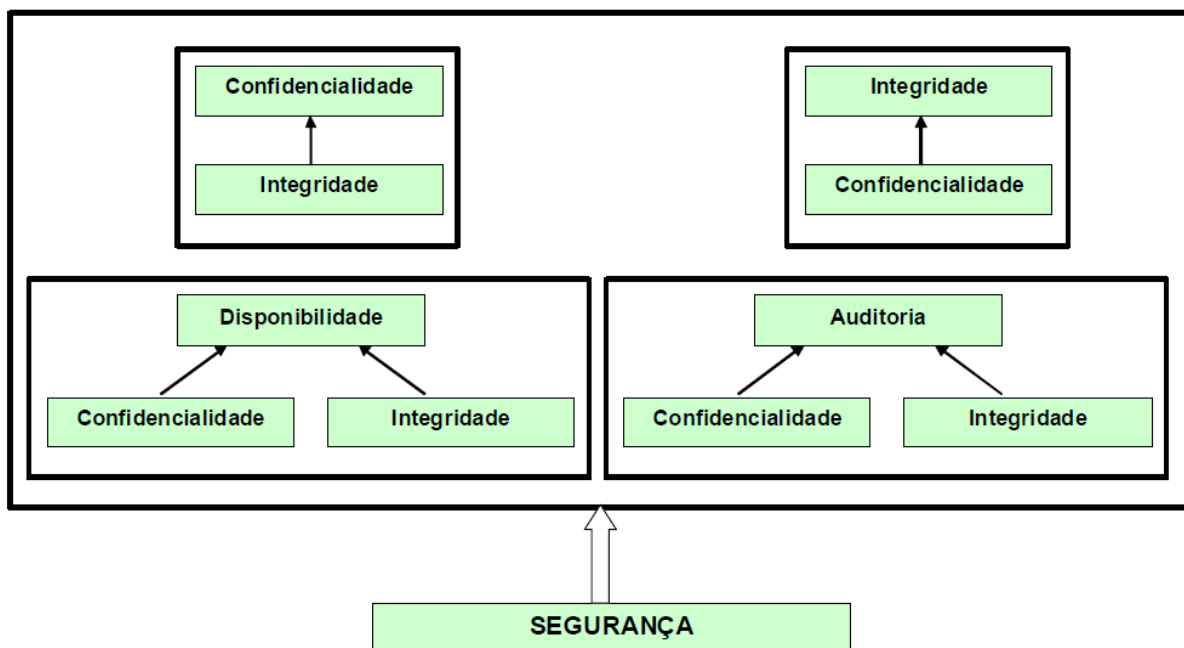 Confidencialidade
Integridade
Integridade
Confidencialidade
Disponibilidade
Confidencialidade
Integridade
Auditoria
Confidencialidade
Integridade
SEGURANÇA